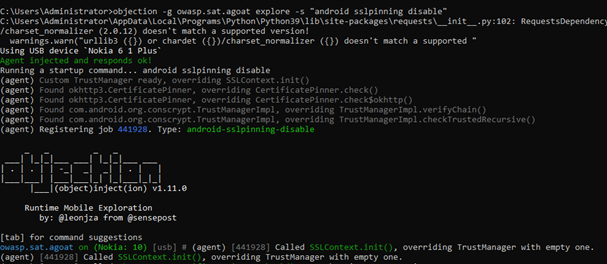 C:\Users\Administrator>objection -g owasp.sat.agoat explore -s "android sslpinning disable"
C:\Users\Administrator\AppData\Local\Programs\Python\Python39\lib\site-packages\requests\__init__.py:102: RequestsDependency
/charset_normalizer (2.0.12) doesn't match a supported version!
warnings.warn("urllib3 ({}) or chardet ({})/charset_normalizer ({}) doesn't match a supported "
Using USB device `Nokia 6 1 Plus`
Agent injected and responds ok!
Running a startup command... android sslpinning disable
(agent) Custom TrustManager ready, overriding SSLContext.init()
(agent) Found okhttp3.CertificatePinner, overriding CertificatePinner.check()
(agent) Found okhttp3.CertificatePinner, overriding CertificatePinner.check$okhttp()
(agent) Found com.android.org.conscrypt.TrustManagerImpl, overriding TrustManagerImpl.verifyChain()
(agent) Found com.android.org.conscrypt.TrustManagerImpl, overriding TrustManagerImpl.checkTrustedRecursive()
(agent) Registering job 441928. Type: android-sslpinning-disable
|___|(object)inject(ion) v1.11.0
Runtime Mobile Exploration
by: @leonjza from @sensepost
[tab] for command suggestions
owasp.sat.agoat on (Nokia: 10) [usb] # (agent) [441928] Called SSLContext.init(), overriding TrustManager with empty one.
(agent) [441928] Called SSLContext.init(), overriding TrustManager with empty one.